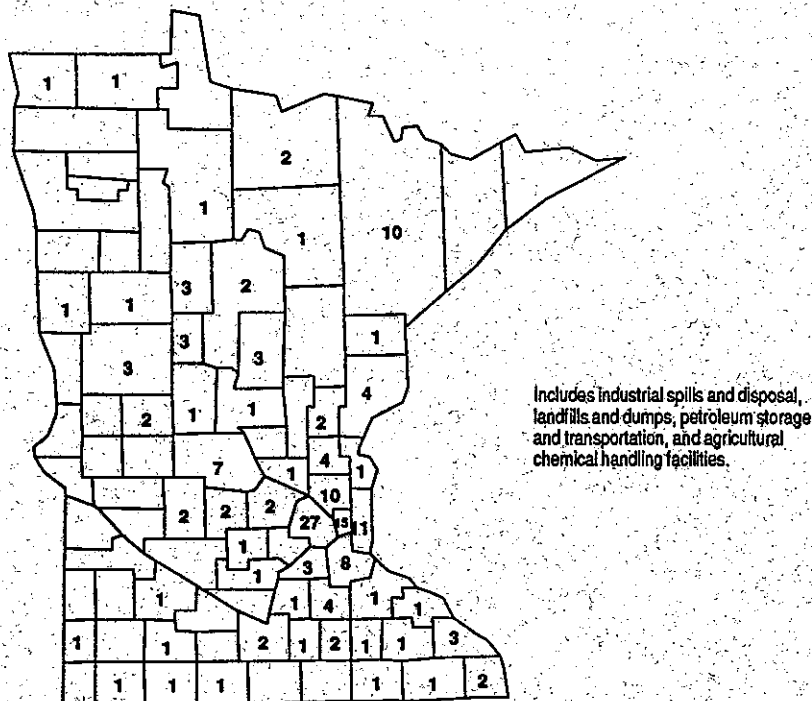 1 1
2
1
1
10
3 2
1 1
3
3
1
3
4
2 1 1 2
7
4
1 1
10
2 2 2
27 15 11
1
3 8
1
1 1 4 1
1
1 1 2 1 2 1 1 3
1 1 1 1 1 2
Includes industrial spills and disposal,
landfills and dumps, petroleum storage
and transportation, and agricultural
chemical handling facilities.